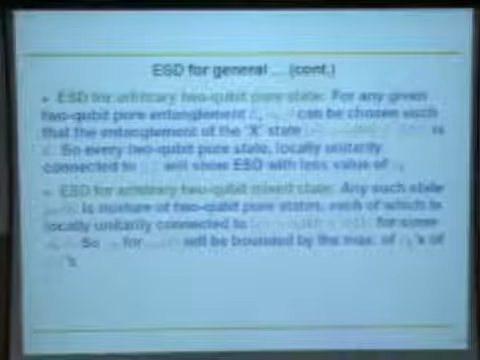 ESD for general ... (cont.)
ESD for arbitrary two-qubit pure state: For any given
two-qubit pure entanglement can be chosen such
that the entanglement of the 'X' state is
So every two-qubit pure state, locally unitarily
connected to will show ESD with less value of
ESD for arbitrary two-qubit mixed state: Any such state
is mixture of two-qubit pure states, each of which is
locally unitarily connected to for some
So for will be bounded by the max. of 's of
's